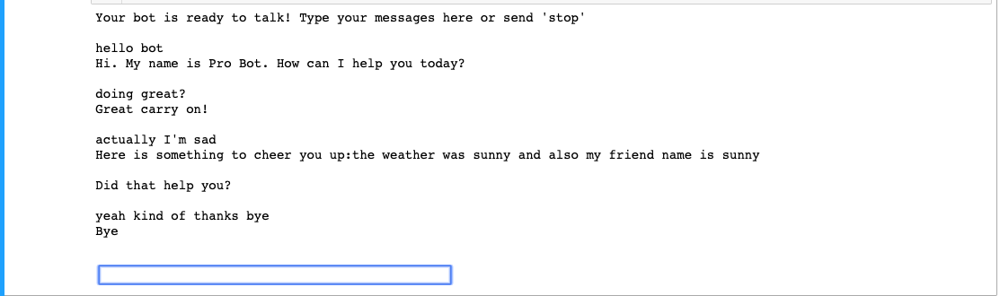 Your bot is ready to talk! Type your messages here or send 'stop'
hello bot
Hi. My name is Pro Bot. How can I help you today?
doing great?
Great carry on!
actually I'm sad
Here is something to cheer you up:the weather was sunny and also my friend name is sunny
Did that help you?
yeah kind of thanks bye
Bye